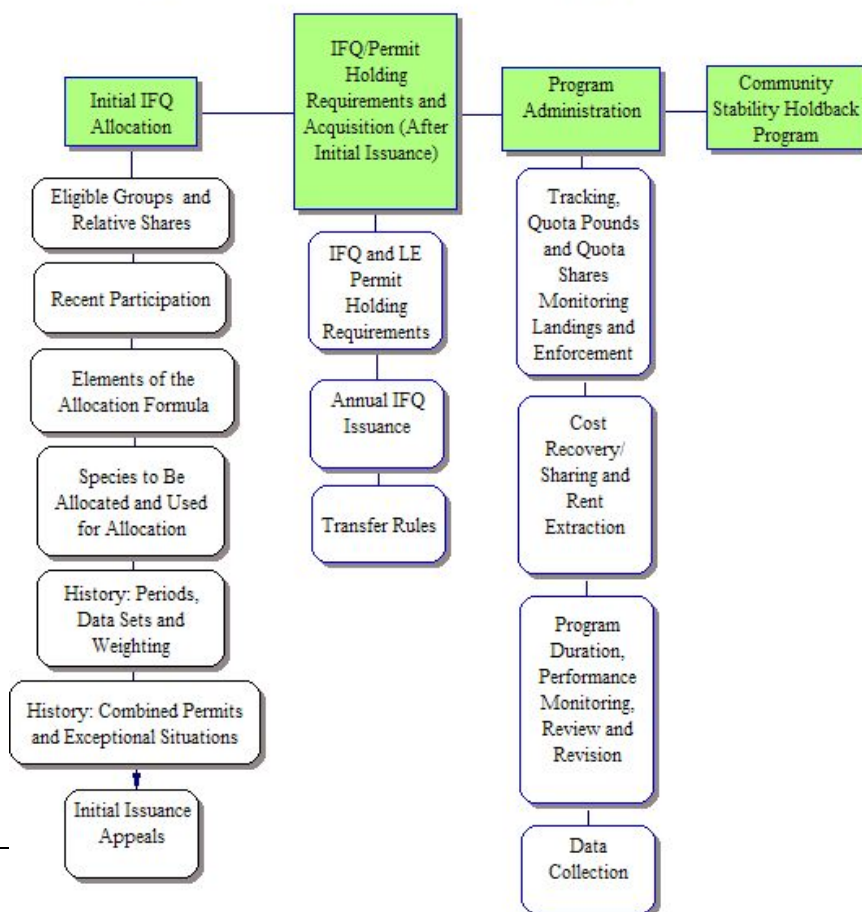 Initial IFQ
Allocation
Eligible Groups and
Relative Shares
Recent Participation
Elements of the
Allocation Formula
Species to Be
Allocated and Used
for Allocation
History: Periods,
Data Sets and
Weighting
History: Combined Permits
and Exceptional Situations
Initial Issuance
Appeals
IFQ/Permit
Holding
Requirements and
Acquisition (After
Initial Issuance)
IFQ and LE
Permit
Holding
Requirements
Annual IFQ
Issuance
Transfer Rules
Program
Administration
Tracking,
Quota Pounds
and Quota
Shares
Monitoring
Landings and
Enforcement
Cost
Recovery/
Sharing and
Rent
Extraction
Program
Duration,
Performance
Monitoring,
Review and
Revision
Data
Collection
Community
Stability Holdback
Program